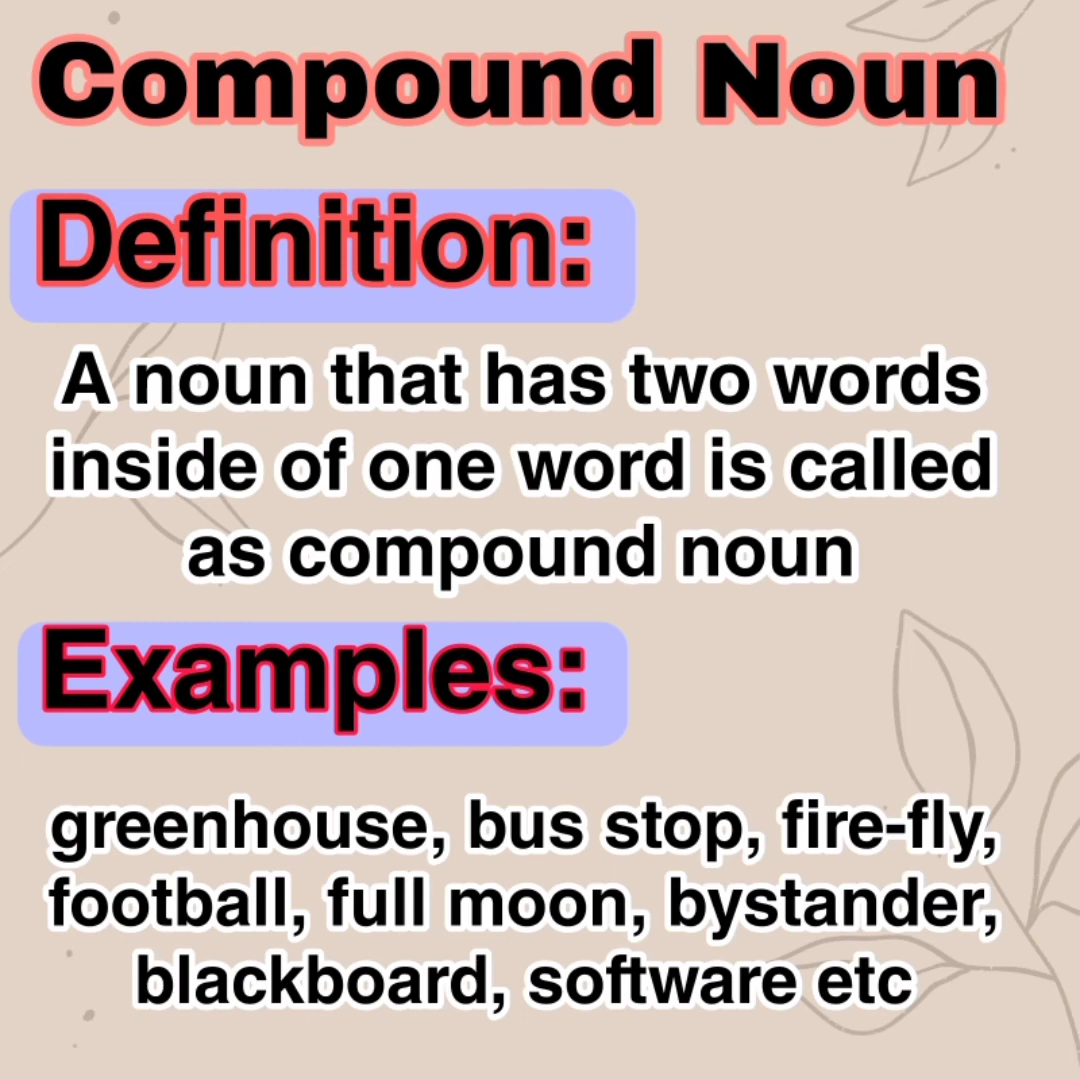 Compound Noun
Definition:
A noun that has two words
inside of one word is called
as compound noun
Examples:
greenhouse, bus stop, fire-fly,
football, full moon, bystander,
blackboard, software etc